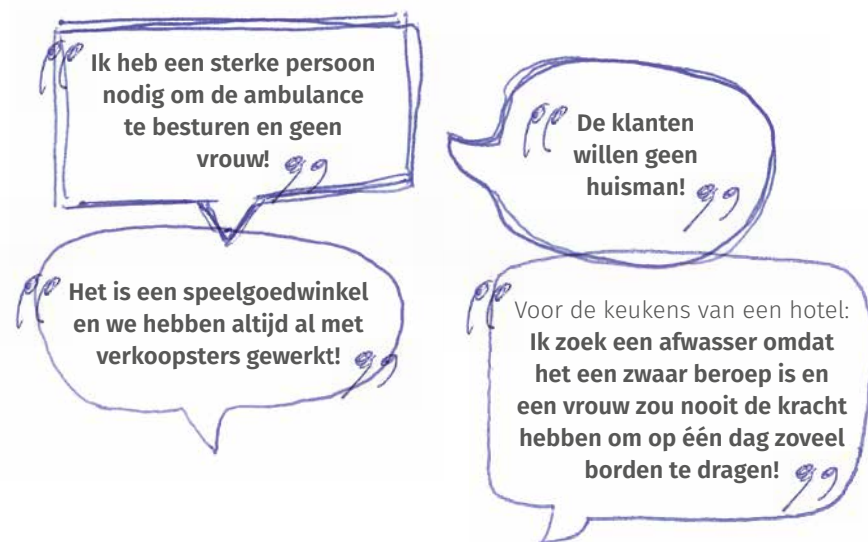 Ik heb een sterke persoon
nodig om de ambulance
te besturen en geen
vrouw!
De klanten
willen geen
huisman!
Het is een speelgoedwinkel
en we hebben altijd al met
verkoopsters gewerkt!
Voor de keukens van een hotel:
Ik zoek een afwasser omdat
het een zwaar beroep is en
een vrouw zou nooit de kracht
hebben om op één dag zoveel
borden te dragen!